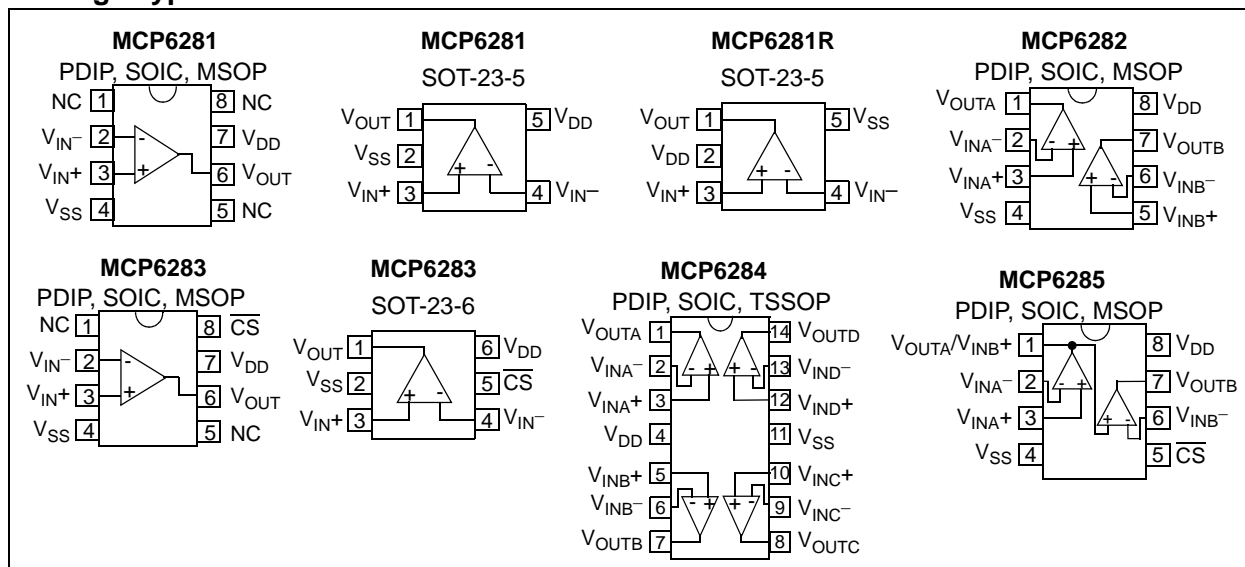 MCP6281
PDIP, SOIC, MSOP
NC 1
8 NC
VIN– 2
7 VDD
VIN+ 3
6 VOUT
VSS 4
5 NC
-
+
MCP6281
SOT-23-5
VOUT 1
5 VDD
VSS 2
VIN+ 3
4 VIN–
+ -
MCP6281R
SOT-23-5
VOUT 1
5 VSS
VDD 2
VIN+ 3
4 VIN–
+ -
MCP6282
PDIP, SOIC, MSOP
VOUTA 1
8 VDD
VINA– 2
7 VOUTB
VINA+ 3
6 VINB–
VSS 4
5 VINB+
- +
+ -
MCP6283
PDIP, SOIC, MSOP
NC 1
8 CS
VIN– 2
7 VDD
VIN+ 3
6 VOUT
VSS 4
5 NC
-
+
MCP6283
SOT-23-6
VOUT 1
6 VDD
VSS 2
5 CS
VIN+ 3
4 VIN–
+ -
MCP6284
PDIP, SOIC, TSSOP
VOUTA 1
14 VOUTD
VINA– 2
13 VIND–
VINA+ 3
12 VIND+
VDD 4
11 VSS
VINB+ 5
10 VINC+
VINB– 6
9 VINC–
VOUTB 7
8 VOUTC
- +
+ -
- +
+ -
MCP6285
PDIP, SOIC, MSOP
VOUTA/VINB+ 1
8 VDD
VINA– 2
7 VOUTB
VINA+ 3
6 VINB–
VSS 4
5 CS
- +
+ -